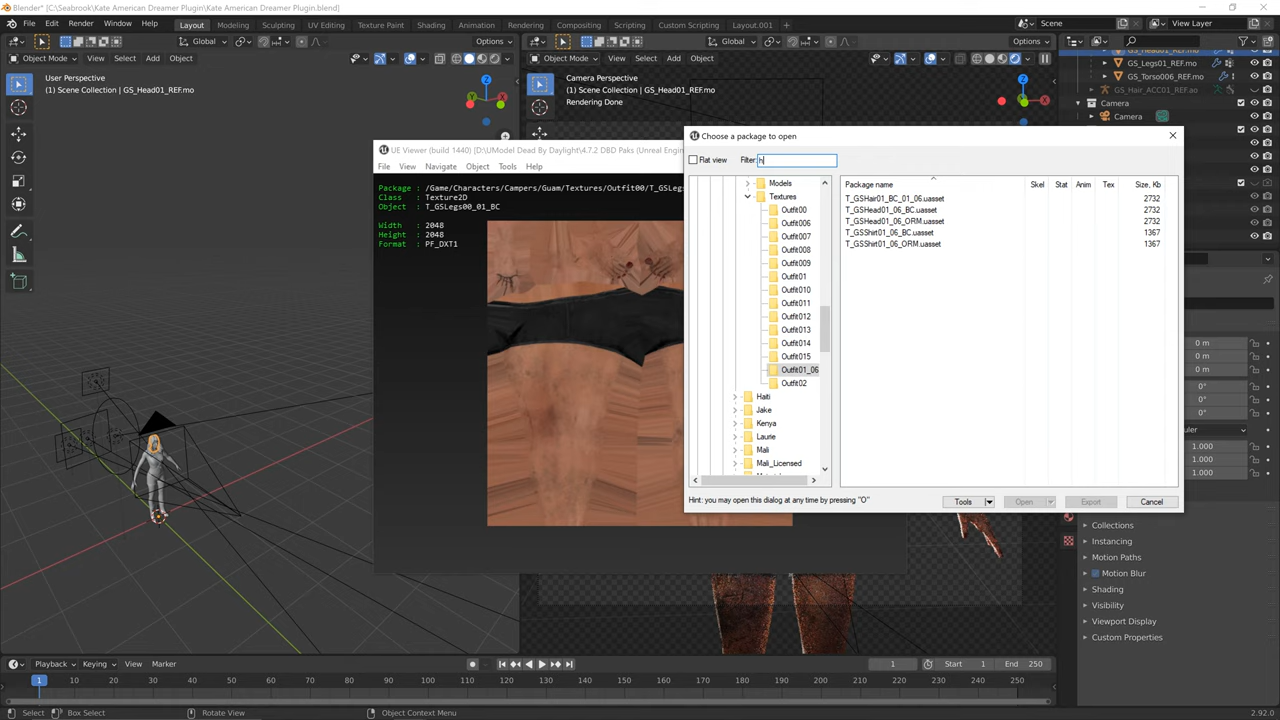 Blender* [C:\Seabrook\Kate American Dreamer Plugin\Kate American Dreamer Plugin.blend]
File Edit Render Window Help Layout Modeling Sculpting UV Editing Texture Paint Shading Animation Rendering Compositing Scripting Custom Scripting Layout.001 Scene View Layer
Global Options Global Options
Object Mode View Select Add Object Object Mode View Select Add Object
User Perspective
(1) Scene Collection | GS_Head01_REF.mo
Camera Perspective
(1) Scene Collection | GS_Head01_REF.mo
Rendering Done
GS_Head01_REF.mo
GS_Legs01_REF.mo
GS_Torso006_REF.mo
GS_Hair_ACC01_REF.ao
Camera
Camera
UE Viewer (build 1440) [D:\UModel Dead By Daylight\4.7.2 DBD Paks (Unreal Engin
File View Navigate Object Tools Help
Package : /Game/Characters/Campers/Guam/Textures/Outfit00/T_GSLegs
Class : Texture2D
Object : T_GSLegs00_01_BC
Width : 2048
Height : 2048
Format : PF_DXT1
Choose a package to open
Flat view Filter: h
Models
Textures
Outfit00
Outfit006
Outfit007
Outfit008
Outfit009
Outfit01
Outfit010
Outfit011
Outfit012
Outfit013
Outfit014
Outfit015
Outfit01_06
Outfit02
Haiti
Jake
Kenya
Laurie
Mali
Mali_Licensed
Package name Skel Stat Anim Tex Size, Kb
T_GSHair01_BC_01_06.uasset 2732
T_GSHead01_06_BC.uasset 2732
T_GSHead01_06_ORM.uasset 2732
T_GSShirt01_06_BC.uasset 1367
T_GSShirt01_06_ORM.uasset 1367
Hint: you may open this dialog at any time by pressing "O"
Tools Open Export Cancel
0 m
0 m
0 m
0°
0°
0°
1.000
1.000
1.000
Collections
Instancing
Motion Paths
Motion Blur
Shading
Visibility
Viewport Display
Custom Properties
Playback Keying View Marker 1 Start 1 End 250
1 10 20 30 40 50 60 70 80 90 100 110 120 130 140 150 160 170 180 190 200 210 220 230 240 250
Select Box Select Rotate View Object Context Menu 2.92.0